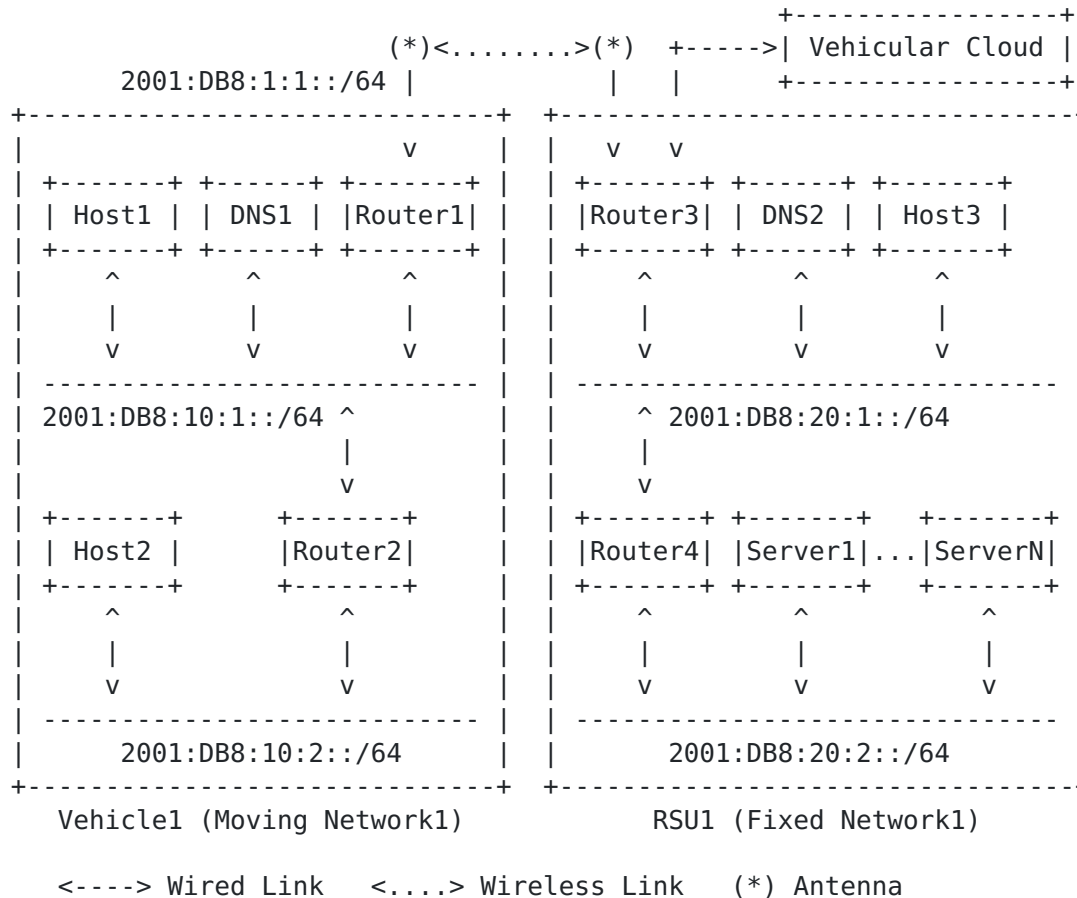 +-----------------+
                        (*)<........>(*)  +----->| Vehicular Cloud |
       2001:DB8:1:1::/64 |            |   |      +-----------------+
+------------------------------+  +---------------------------------+
|                        v     |  |   v   v
| +-------+ +------+ +-------+ |  | +-------+ +------+ +-------+
| | Host1 | | DNS1 | |Router1| |  | |Router3| | DNS2 | | Host3 |
| +-------+ +------+ +-------+ |  | +-------+ +------+ +-------+
|     ^        ^         ^     |  |     ^         ^        ^
|     |        |         |     |  |     |         |        |
|     v        v         v     |  |     v         v        v
| ---------------------------- |  | -------------------------------
| 2001:DB8:10:1::/64 ^         |  |     ^ 2001:DB8:20:1::/64
|                    |         |  |     |
|                    v         |  |     v
| +-------+      +-------+     |  | +-------+ +-------+   +-------+
| | Host2 |      |Router2|     |  | |Router4| |Server1|...|ServerN|
| +-------+      +-------+     |  | +-------+ +-------+   +-------+
|     ^              ^         |  |     ^         ^           ^
|     |              |         |  |     |         |           |
|     v              v         |  |     v         v           v
| ---------------------------- |  | -------------------------------
|      2001:DB8:10:2::/64      |  |       2001:DB8:20:2::/64
+------------------------------+  +---------------------------------+
   Vehicle1 (Moving Network1)            RSU1 (Fixed Network1)

   <----> Wired Link   <....> Wireless Link   (*) Antenna